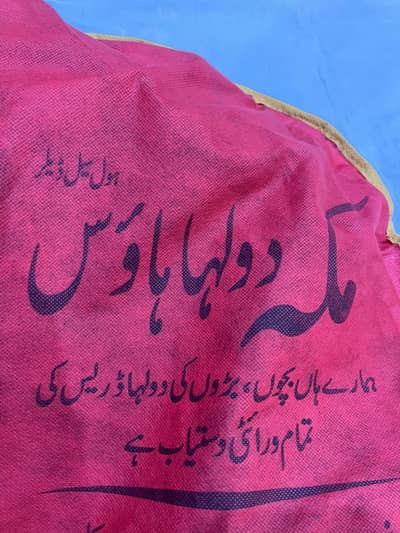 ہول سیل ڈیلر
مکہ دولہا ہاؤس
ہمارے ہاں بچوں، بڑوں کی دولہا ڈریس کی
تمام ورائٹی دستیاب ہے